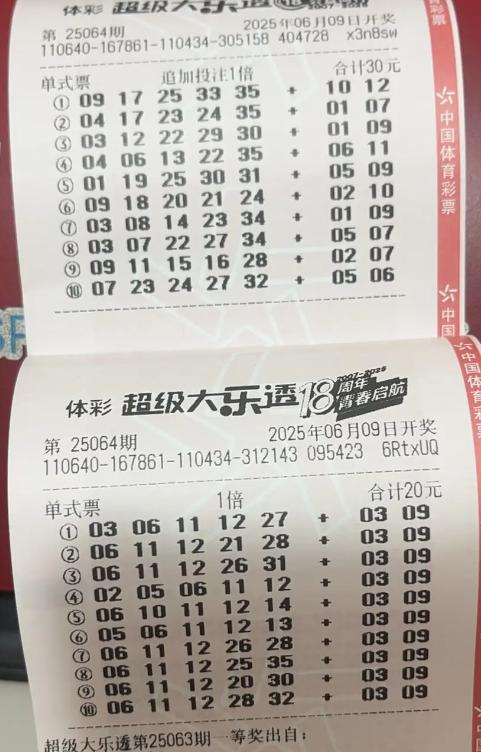 体彩 超级大乐透
第 25064期 2025年06月09日开奖
110640-167861-110434-305158 404728 x3n8sw
单式票 追加投注1倍 合计30元
① 09 17 25 33 35 + 10 12
② 04 17 23 24 35 + 01 07
③ 03 12 22 29 30 + 01 09
④ 04 06 13 22 35 + 06 11
⑤ 01 19 25 30 31 + 05 09
⑥ 09 18 20 21 24 + 02 10
⑦ 03 08 14 23 34 + 01 09
⑧ 03 07 22 27 34 + 05 07
⑨ 09 11 15 16 28 + 02 07
⑩ 07 23 24 27 32 + 05 06
彩票
中国体育彩票
中国
体彩 超级大乐透 18周年 2007-2025 青春启航
第 25064期 2025年06月09日开奖
110640-167861-110434-312143 095423 6RtxUQ
单式票 1倍 合计20元
① 03 06 11 12 27 + 03 09
② 06 11 12 21 28 + 03 09
③ 06 11 12 26 31 + 03 09
④ 02 05 06 11 12 + 03 09
⑤ 06 10 11 12 14 + 03 09
⑥ 05 06 11 12 13 + 03 09
⑦ 06 11 12 26 28 + 03 09
⑧ 06 11 12 25 35 + 03 09
⑨ 06 11 12 20 30 + 03 09
⑩ 06 11 12 28 32 + 03 09
超级大乐透第25063期一等奖出自:
中国体育彩票